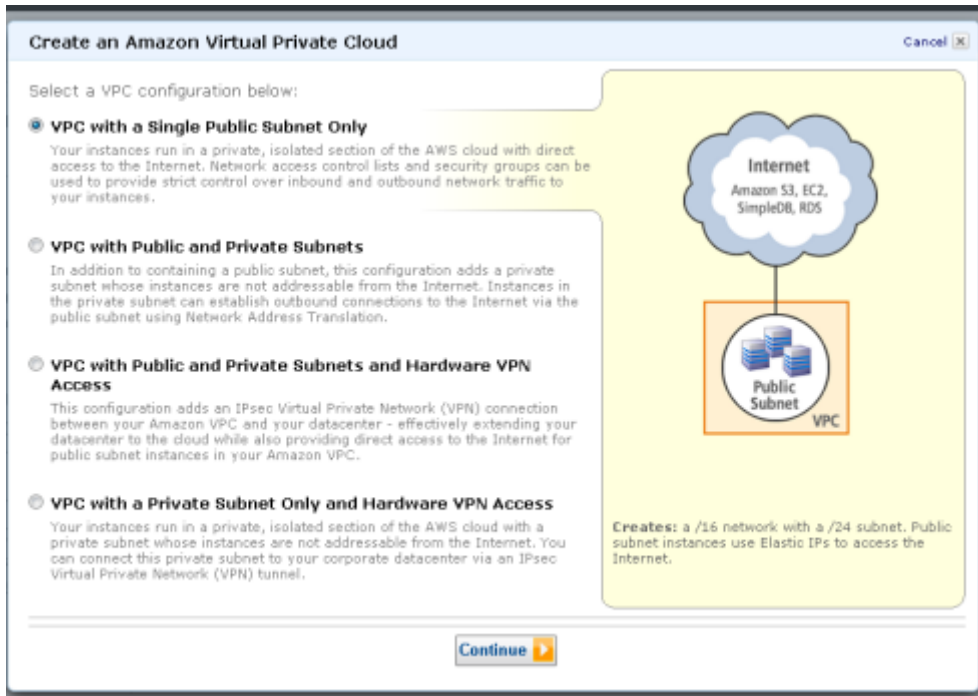 Create an Amazon Virtual Private Cloud
Cancel
Select a VPC configuration below:
VPC with a Single Public Subnet Only
Your instances run in a private, isolated section of the AWS cloud with direct
access to the Internet. Network access control lists and security groups can be
used to provide strict control over inbound and outbound network traffic to
your instances.
VPC with Public and Private Subnets
In addition to containing a public subnet, this configuration adds a private
subnet whose instances are not addressable from the Internet. Instances in
the private subnet can establish outbound connections to the Internet via the
public subnet using Network Address Translation.
VPC with Public and Private Subnets and Hardware VPN
Access
This configuration adds an IPsec Virtual Private Network (VPN) connection
between your Amazon VPC and your datacenter - effectively extending your
datacenter to the cloud while also providing direct access to the Internet for
public subnet instances in your Amazon VPC.
VPC with a Private Subnet Only and Hardware VPN Access
Your instances run in a private, isolated section of the AWS cloud with a
private subnet whose instances are not addressable from the Internet. You
can connect this private subnet to your corporate datacenter via an IPsec
Virtual Private Network (VPN) tunnel.
Internet
Amazon S3, EC2,
SimpleDB, RDS
Public
Subnet
VPC
Creates: a /16 network with a /24 subnet. Public
subnet instances use Elastic IPs to access the
Internet.
Continue